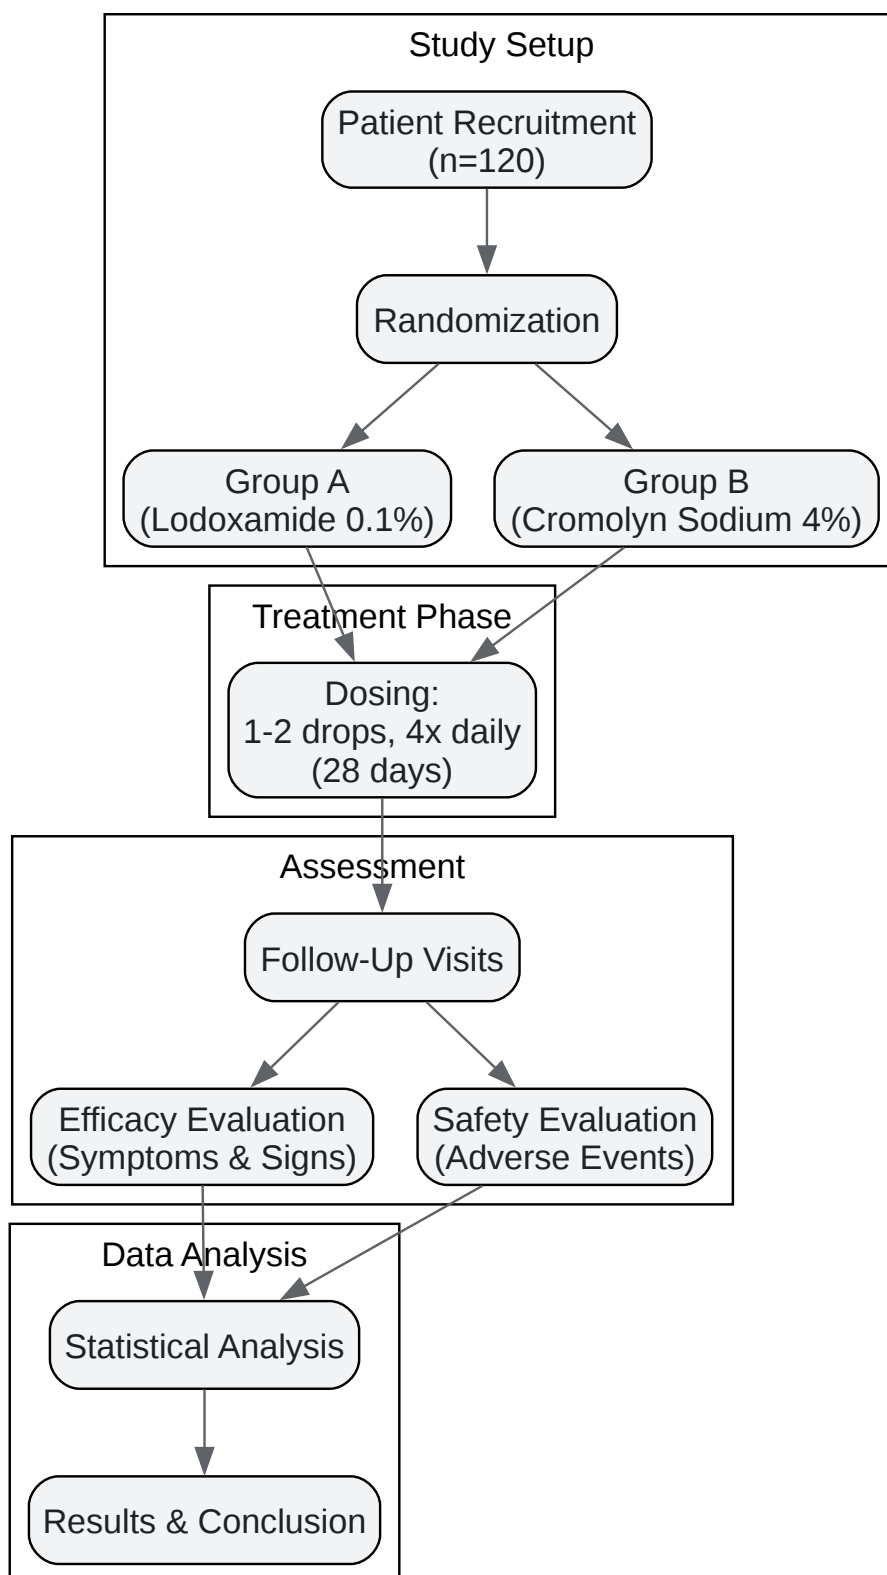 Study Setup
Patient Recruitment
(n=120)
Randomization
Group A
(Lodoxamide 0.1%)
Group B
(Cromolyn Sodium 4%)
Treatment Phase
Dosing:
1-2 drops, 4x daily
(28 days)
Assessment
Follow-Up Visits
Efficacy Evaluation
(Symptoms & Signs)
Safety Evaluation
(Adverse Events)
Data Analysis
Statistical Analysis
Results & Conclusion